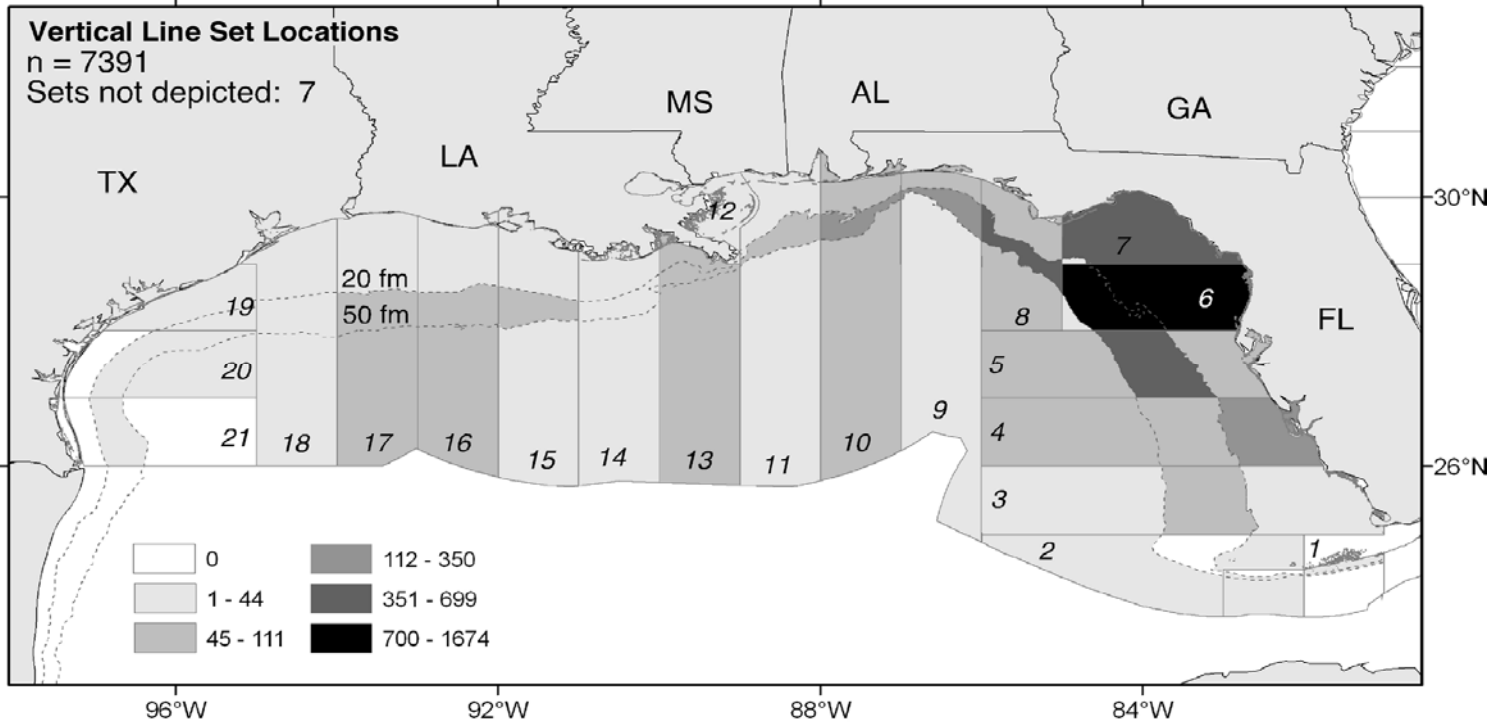 Vertical Line Set Locations
n = 7391
Sets not depicted: 7
MS
AL
GA
LA
TX
30°N
12
7
20 fm
19
6
50 fm
8
FL
5
20
9
4
21
18
17
16
15
14
13
11
10
26°N
3
2
1
0
112 - 350
1 - 44
351 - 699
45 - 111
700 - 1674
96°W
92°W
88°W
84°W